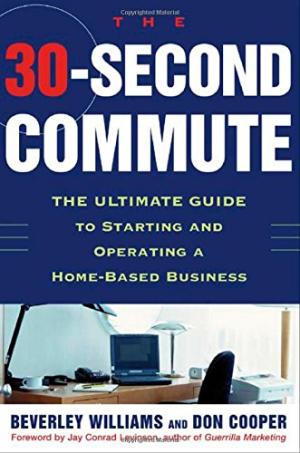 THE
30-SECOND
COMMUTE
THE ULTIMATE GUIDE
TO STARTING AND
OPERATING A
HOME-BASED BUSINESS
BEVERLEY WILLIAMS AND DON COOPER
Foreword by Jay Conrad Levinson, author of Guerrilla Marketing